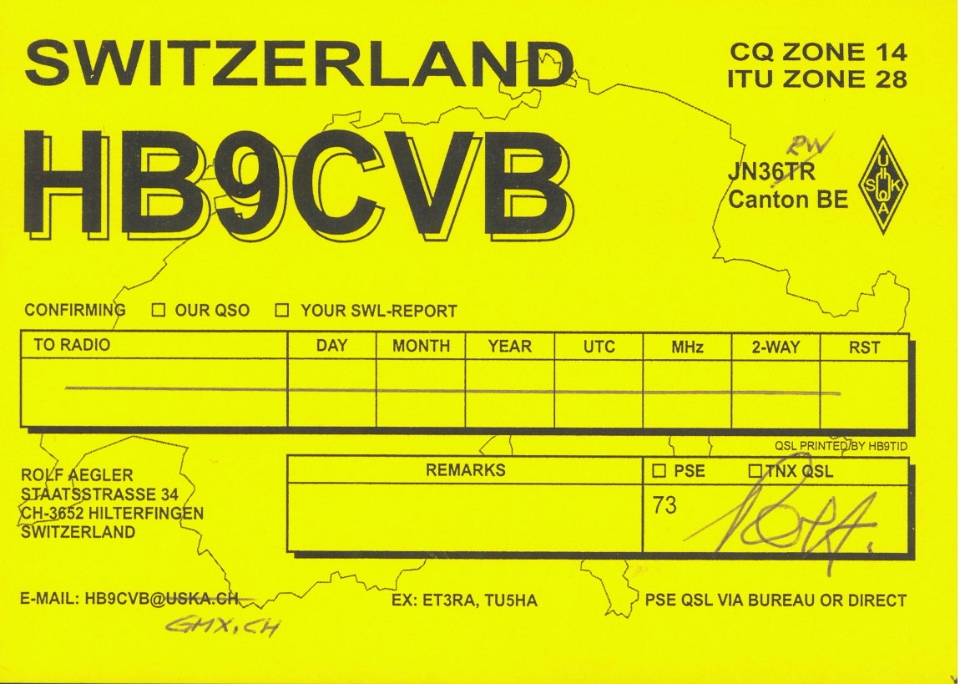 SWITZERLAND
CQ ZONE 14
ITU ZONE 28
HB9CVB
RW
JN36TR
Canton BE
USKA
CONFIRMING OUR QSO YOUR SWL-REPORT
TO RADIO DAY MONTH YEAR UTC MHz 2-WAY RST
QSL PRINTED BY HB9TID
ROLF AEGLER
STAATSSTRASSE 34
CH-3652 HILTERFINGEN
SWITZERLAND
REMARKS
PSE TNX QSL
73
E-MAIL: HB9CVB@USKA.CH
GMX.CH
EX: ET3RA, TU5HA
PSE QSL VIA BUREAU OR DIRECT